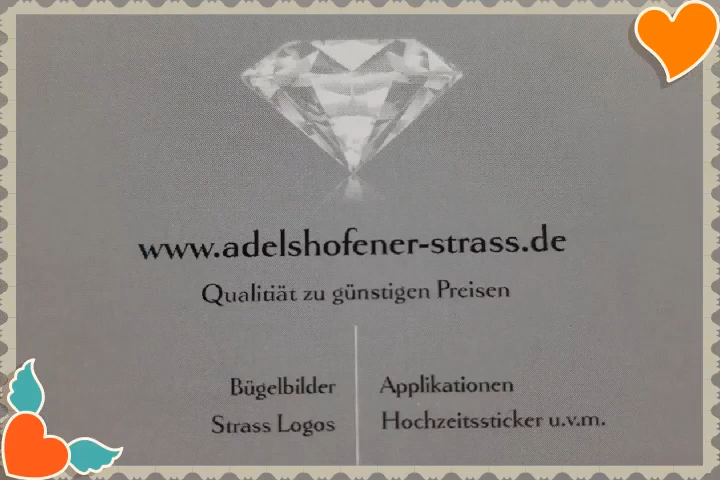 www.adelshofener-strass.de
Qualitiät zu günstigen Preisen
Bügelbilder
Strass Logos
Applikationen
Hochzeitssticker u.v.m.